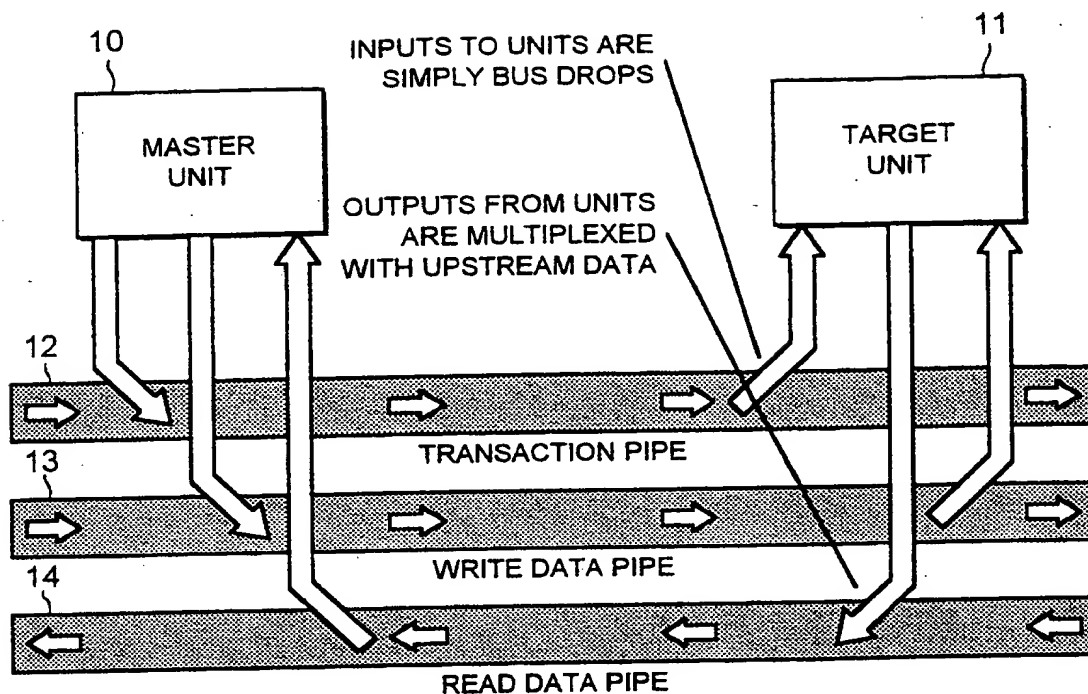 10
11
INPUTS TO UNITS ARE
SIMPLY BUS DROPS
MASTER
UNIT
TARGET
UNIT
OUTPUTS FROM UNITS
ARE MULTIPLEXED
WITH UPSTREAM DATA
12
TRANSACTION PIPE
13
WRITE DATA PIPE
14
READ DATA PIPE